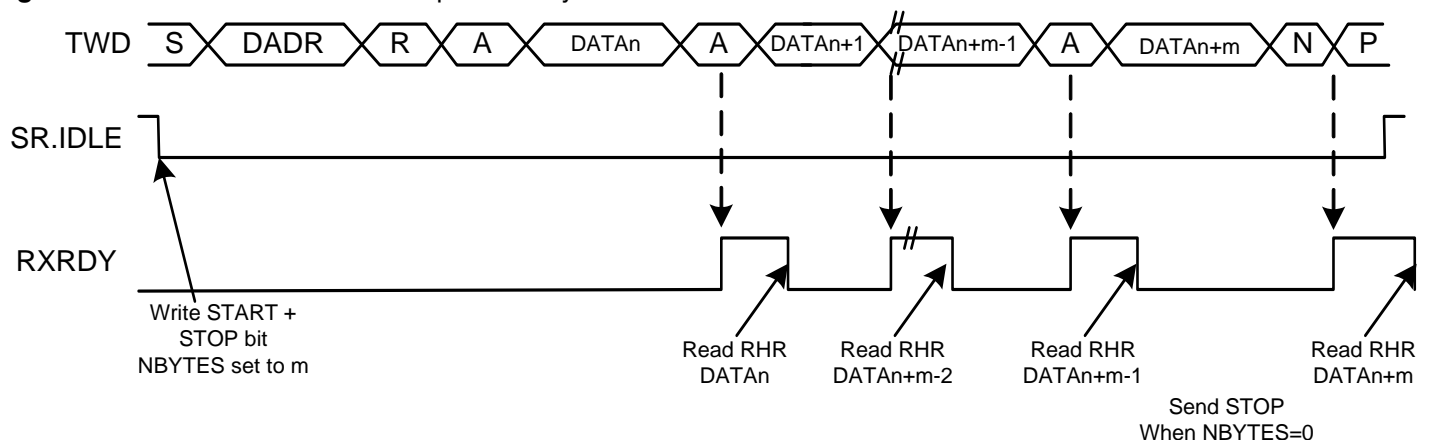 TWD S DADR R A DATAn A DATAn+1 DATAn+m-1 A DATAn+m N P
SR.IDLE
RXRDY
Write START +
STOP bit
NBYTES set to m
Read RHR
DATAn
Read RHR
DATAn+m-2
Read RHR
DATAn+m-1
Send STOP
When NBYTES=0
Read RHR
DATAn+m